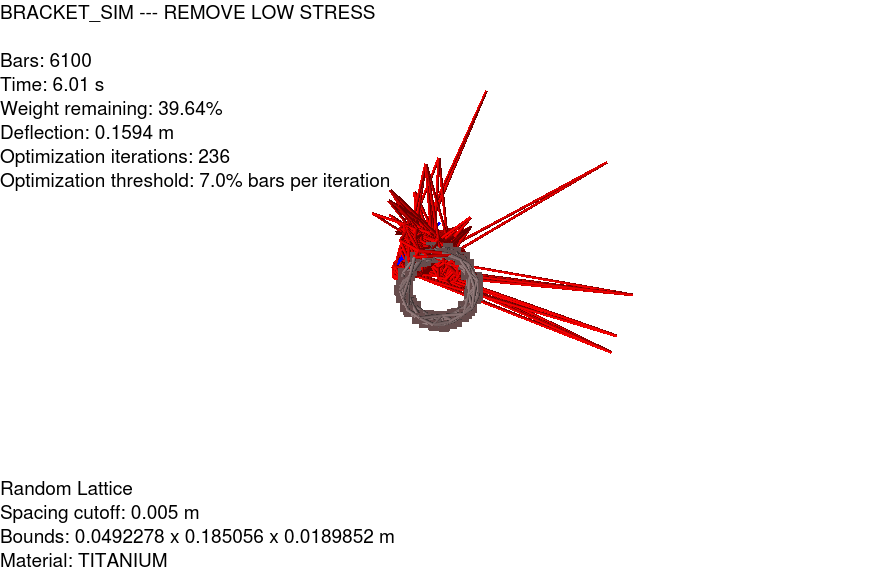 BRACKET_SIM --- REMOVE LOW STRESS
Bars: 6100
Time: 6.01 s
Weight remaining: 39.64%
Deflection: 0.1594 m
Optimization iterations: 236
Optimization threshold: 7.0% bars per iteration
Random Lattice
Spacing cutoff: 0.005 m
Bounds: 0.0492278 x 0.185056 x 0.0189852 m
Material: TITANIUM